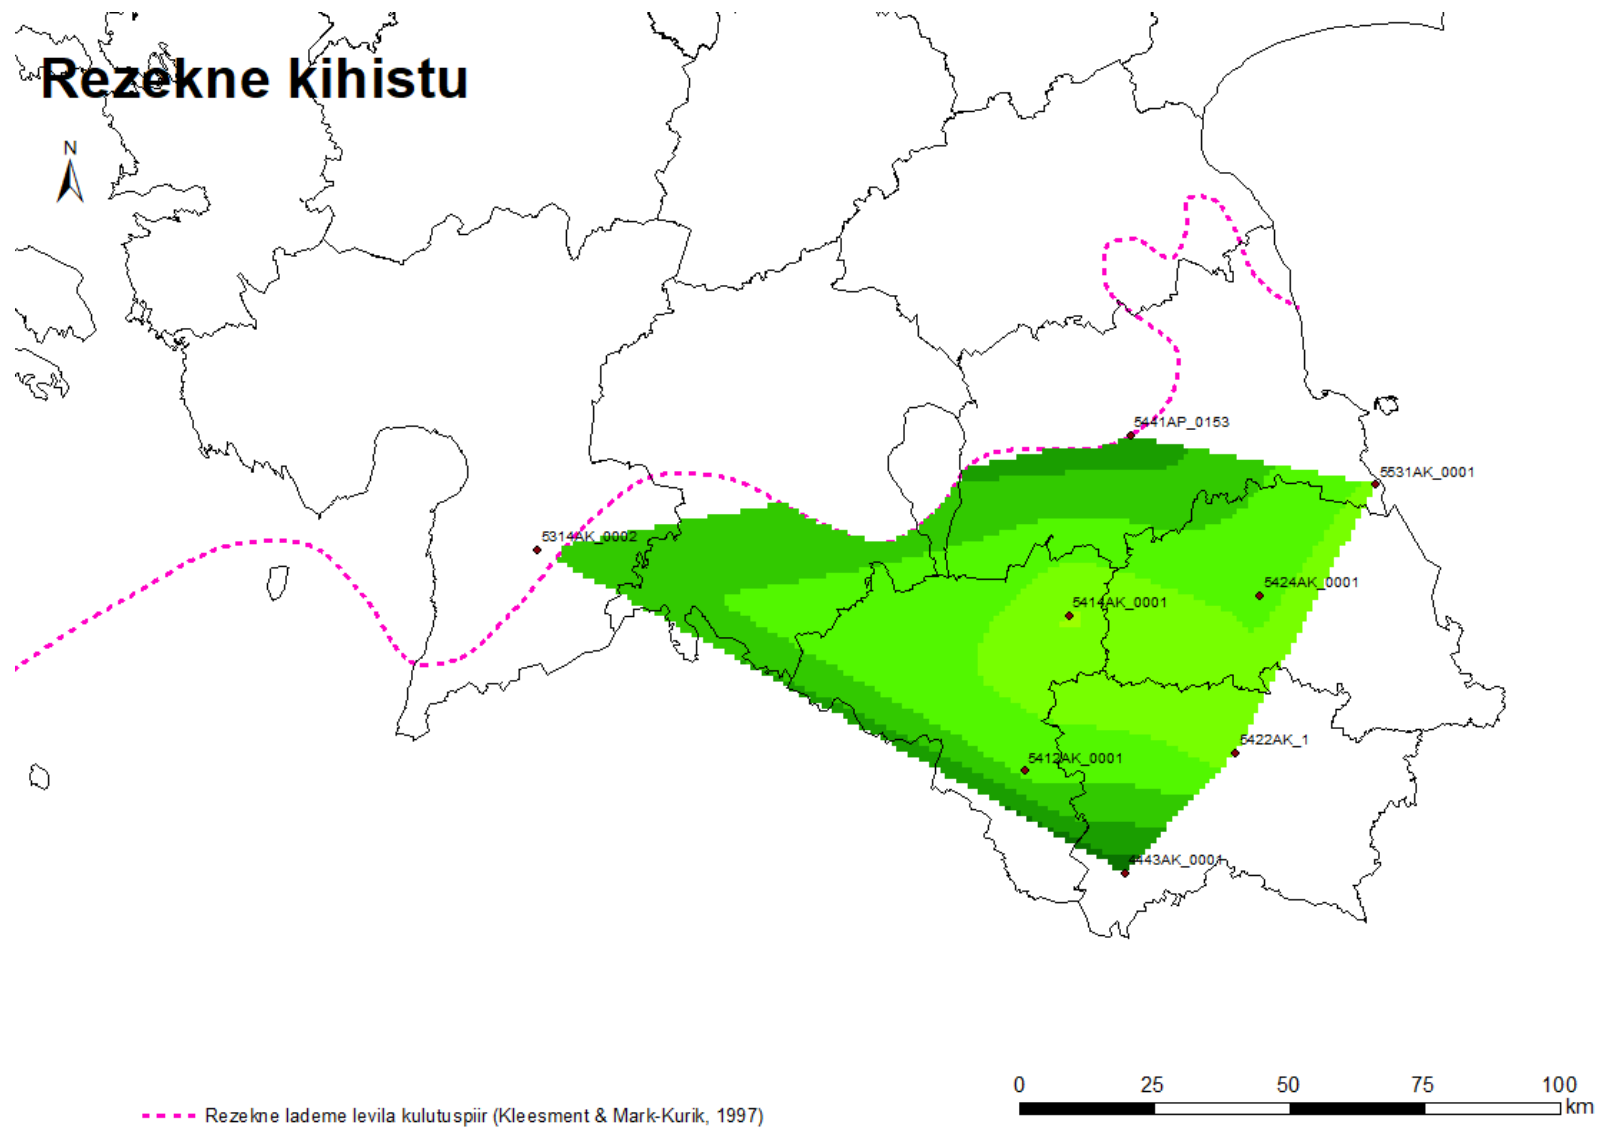 Rezekne kihistu
N
5441AP_0153
5531AK_0001
5314AK_0002
5424AK_0001
5414AK_0001
5422AK_1
5412AK_0001
4443AK_0001
0 25 50 75 100
km
Rezekne lademe levila kulutuspiir (Kleesment & Mark-Kurik, 1997)